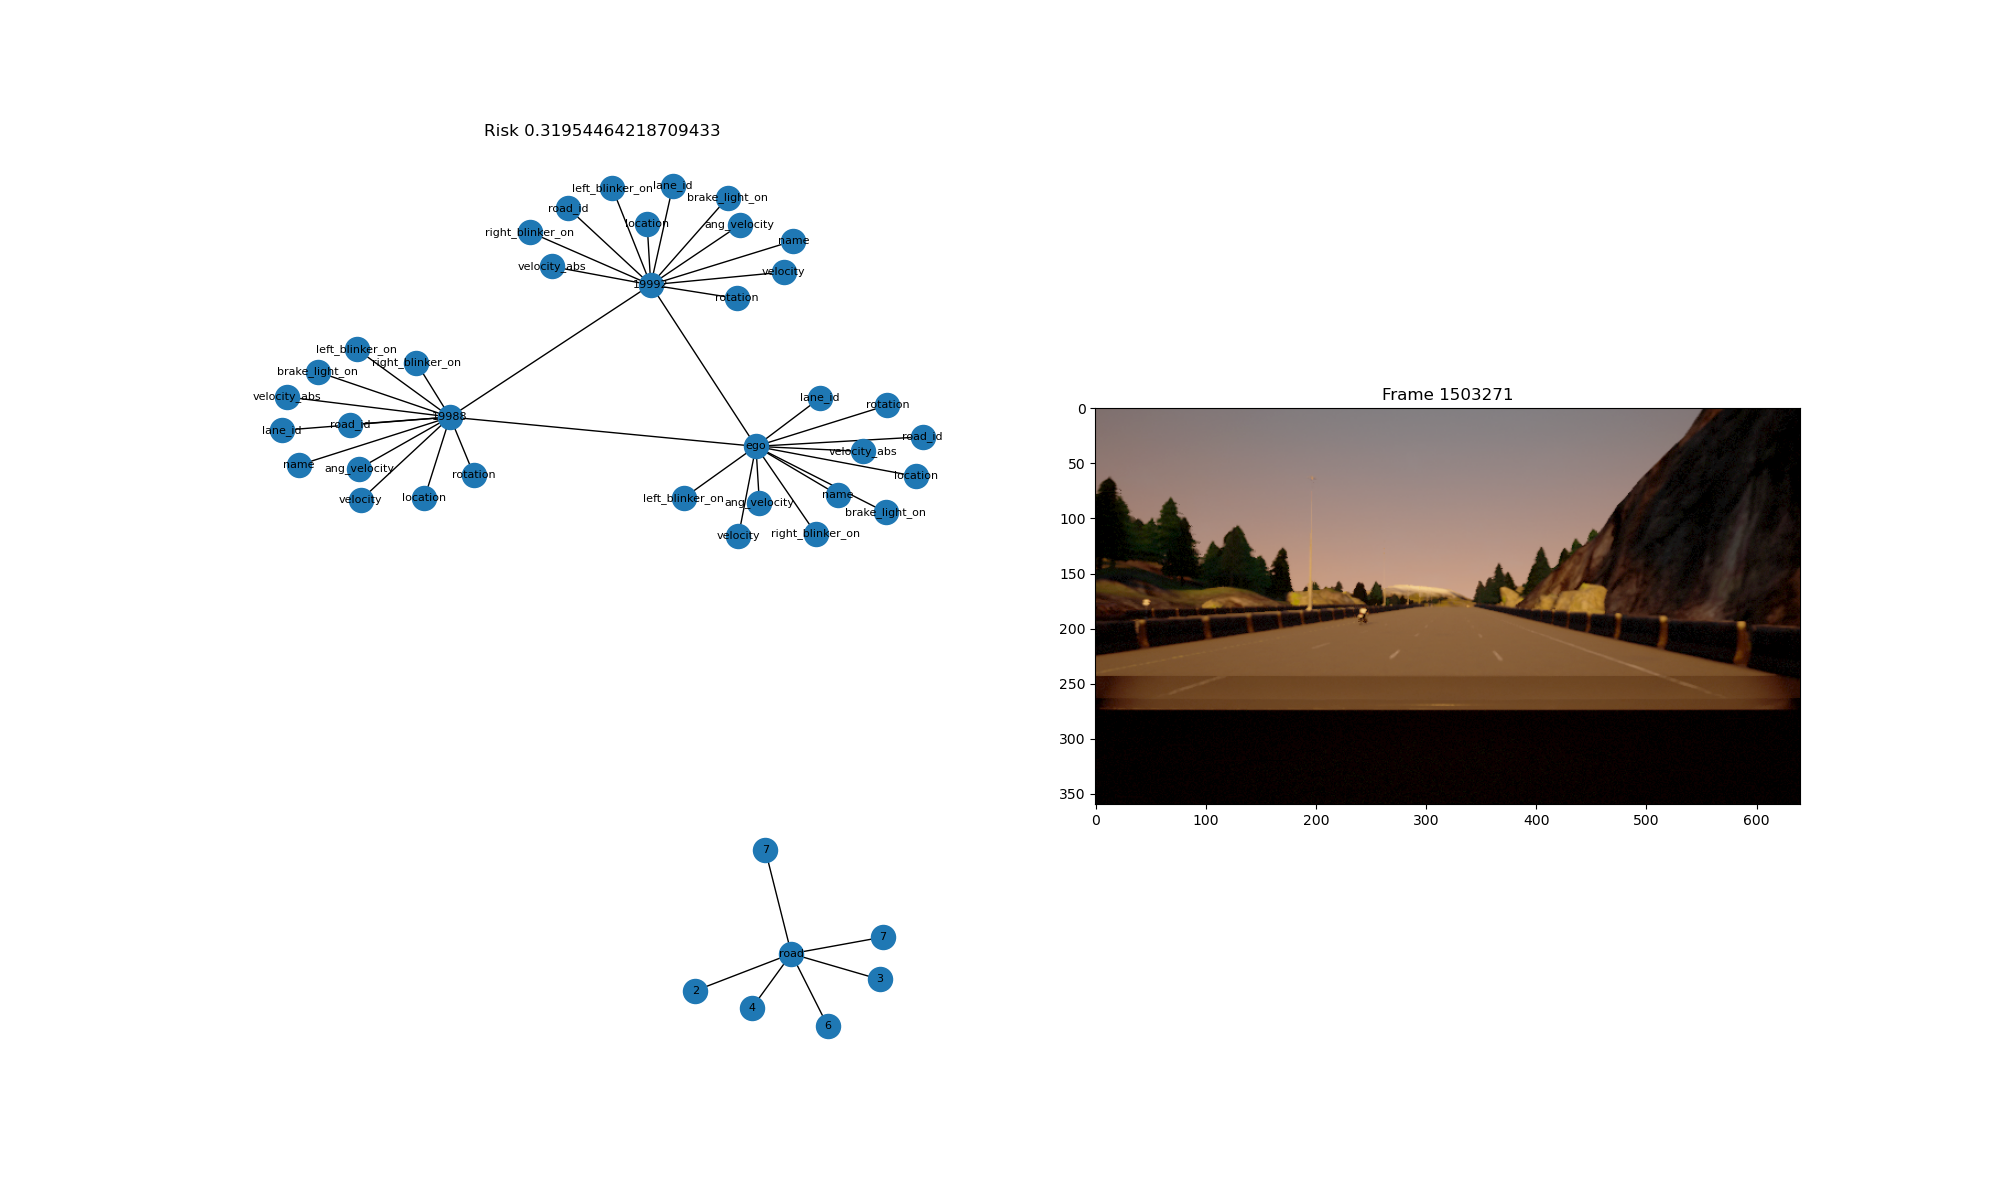 Risk 0.31954464218709433
left_blinker_on
lane_id
brake_light_on
road_id
location
ang_velocity
right_blinker_on
name
velocity_abs
velocity
19992
rotation
left_blinker_on
right_blinker_on
brake_light_on
velocity_abs
19988
road_id
lane_id
name
ang_velocity
rotation
velocity
location
lane_id
rotation
road_id
ego
velocity_abs
location
left_blinker_on
ang_velocity
name
brake_light_on
velocity
right_blinker_on
7
road
7
3
2
4
6
Frame 1503271
0
50
100
150
200
250
300
350
0
100
200
300
400
500
600